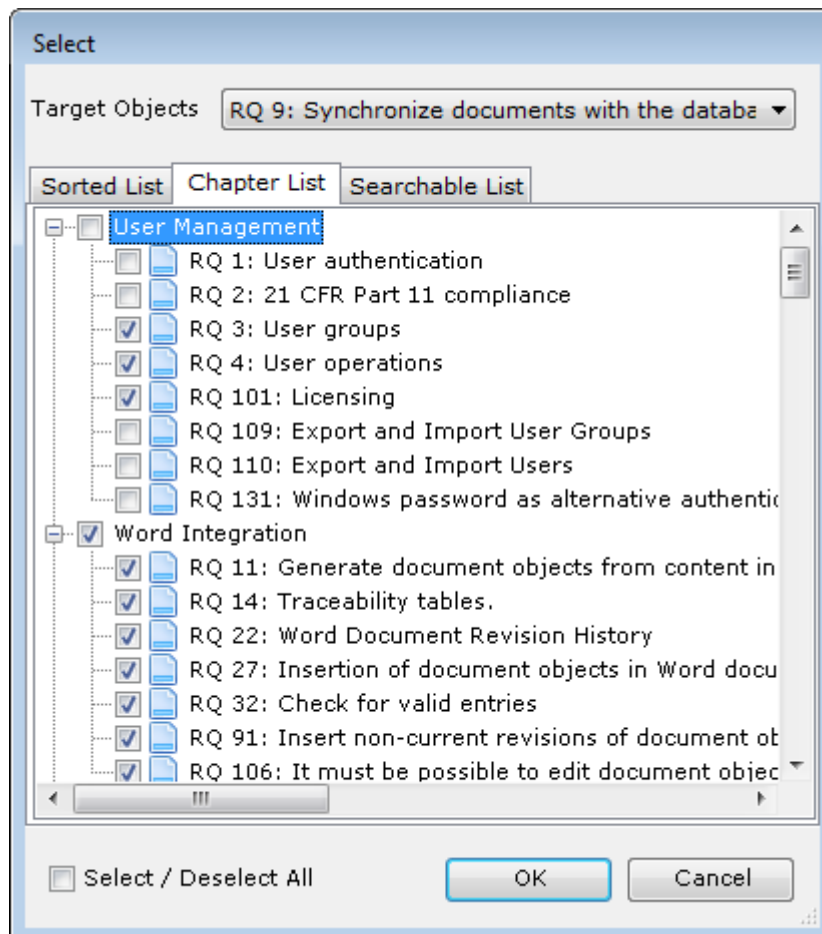 Select
Target Objects RQ 9: Synchronize documents with the databa
Sorted List Chapter List Searchable List
User Management
RQ 1: User authentication
RQ 2: 21 CFR Part 11 compliance
RQ 3: User groups
RQ 4: User operations
RQ 101: Licensing
RQ 109: Export and Import User Groups
RQ 110: Export and Import Users
RQ 131: Windows password as alternative authentic
Word Integration
RQ 11: Generate document objects from content in
RQ 14: Traceability tables.
RQ 22: Word Document Revision History
RQ 27: Insertion of document objects in Word docu
RQ 32: Check for valid entries
RQ 91: Insert non-current revisions of document ob
RQ 106: It must be possible to edit document objec
Select / Deselect All OK Cancel